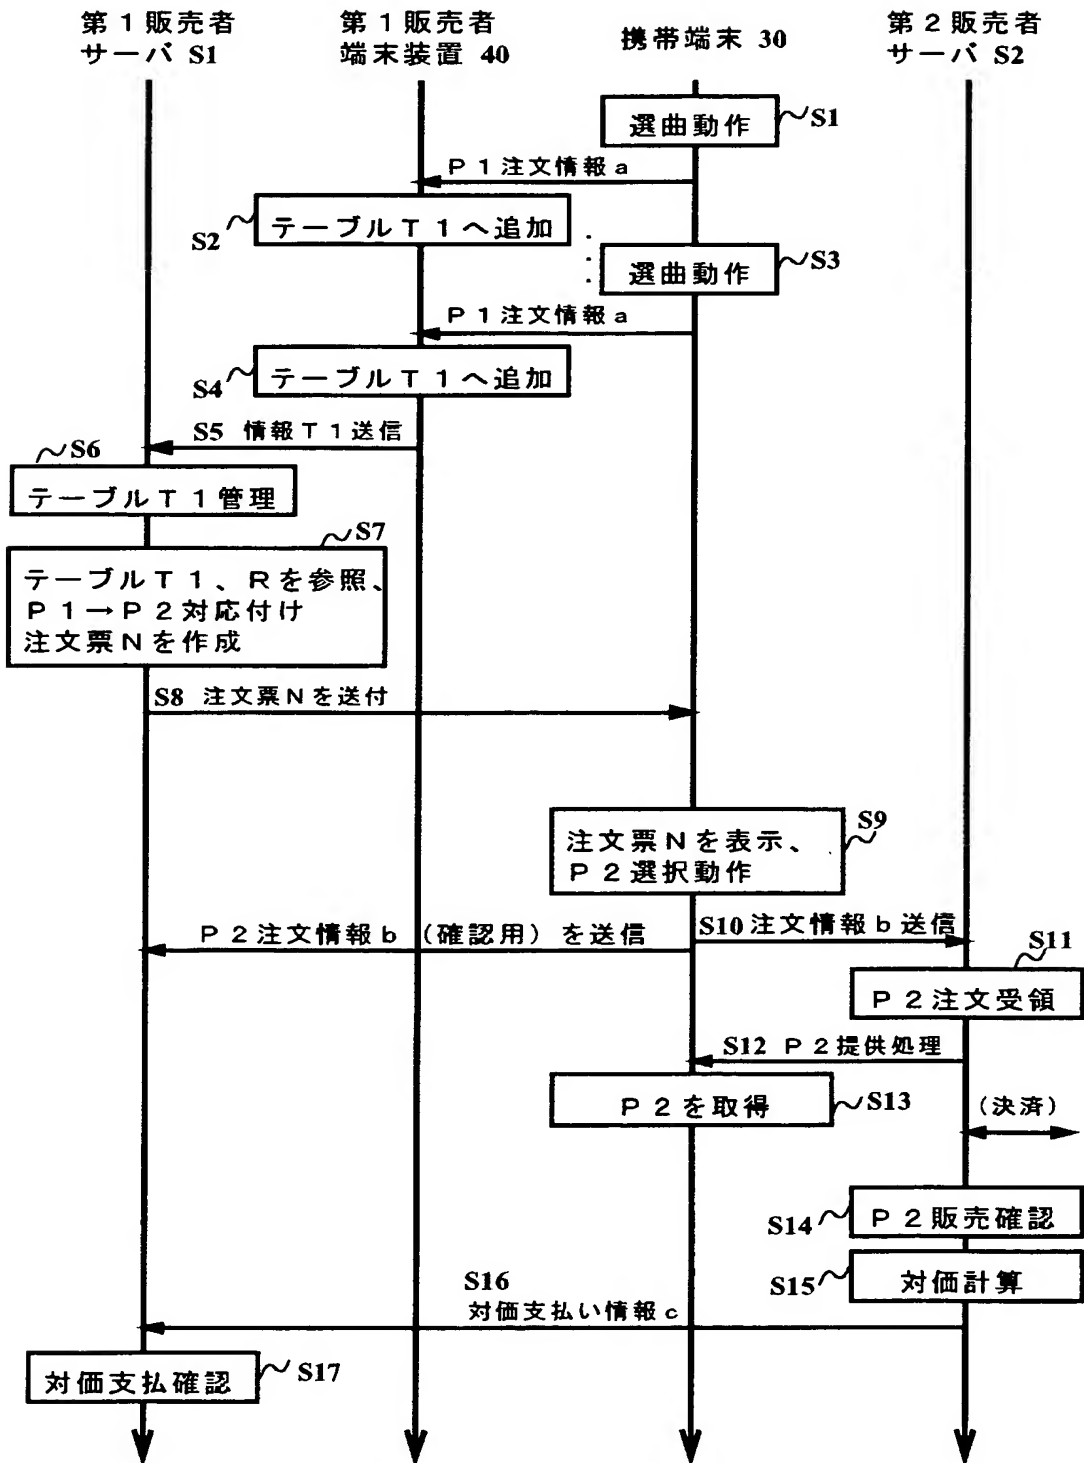 第１販売者
サーバ S1
第１販売者
端末装置 40
携帯端末 30
第２販売者
サーバ S2
選曲動作
S1
Ｐ１注文情報ａ
S2
テーブルＴ１へ追加
選曲動作
S3
Ｐ１注文情報ａ
S4
テーブルＴ１へ追加
S5 情報Ｔ１送信
S6
テーブルＴ１管理
S7
テーブルＴ１、Ｒを参照、
Ｐ１→Ｐ２対応付け
注文票Ｎを作成
S8 注文票Ｎを送付
S9
注文票Ｎを表示、
Ｐ２選択動作
Ｐ２注文情報ｂ（確認用）を送信
S10 注文情報ｂ送信
S11
Ｐ２注文受領
S12 Ｐ２提供処理
Ｐ２を取得
S13
(決済)
S14
Ｐ２販売確認
S15
対価計算
S16
対価支払い情報ｃ
対価支払確認
S17